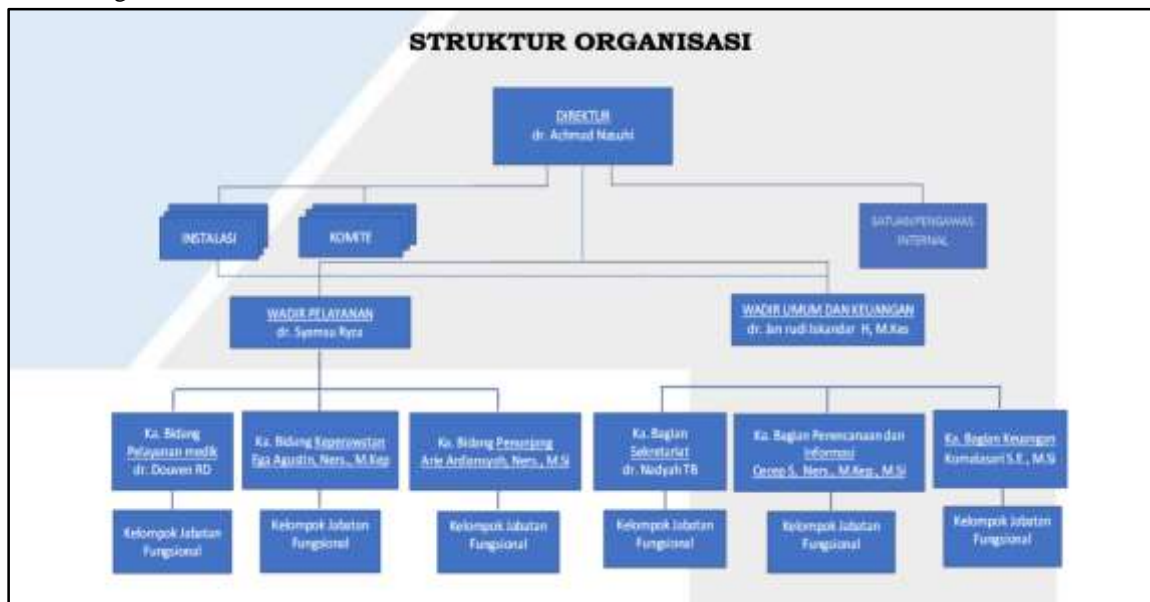 STRUKTUR ORGANISASI
DIREKTUR
dr. Achmad Nasuhi
INSTALASI
KOMITE
SATUAN PENGAWAS
INTERNAL
WADIR PELAYANAN
dr. Syamsu Ryza
WADIR UMUM DAN KEUANGAN
dr. Jan rudi Iskandar H, M.Kes
Ka. Bidang
Pelayanan medik
dr. Douven RD
Ka. Bidang Keperawatan
Ega Agustin, Ners., M.Kep
Ka. Bidang Penunjang
Arie Ardiansyah, Ners., M.Si
Ka. Bagian
Sekretariat
dr. Nadyah TB
Ka. Bagian Perencanaan dan
Informasi
Cecep S, Ners., M.Kep., M.Si
Ka. Bagian Keuangan
Kumalasari S.E., M.Si
Kelompok Jabatan
Fungsional
Kelompok Jabatan
Fungsional
Kelompok Jabatan
Fungsional
Kelompok Jabatan
Fungsional
Kelompok Jabatan
Fungsional
Kelompok Jabatan
Fungsional